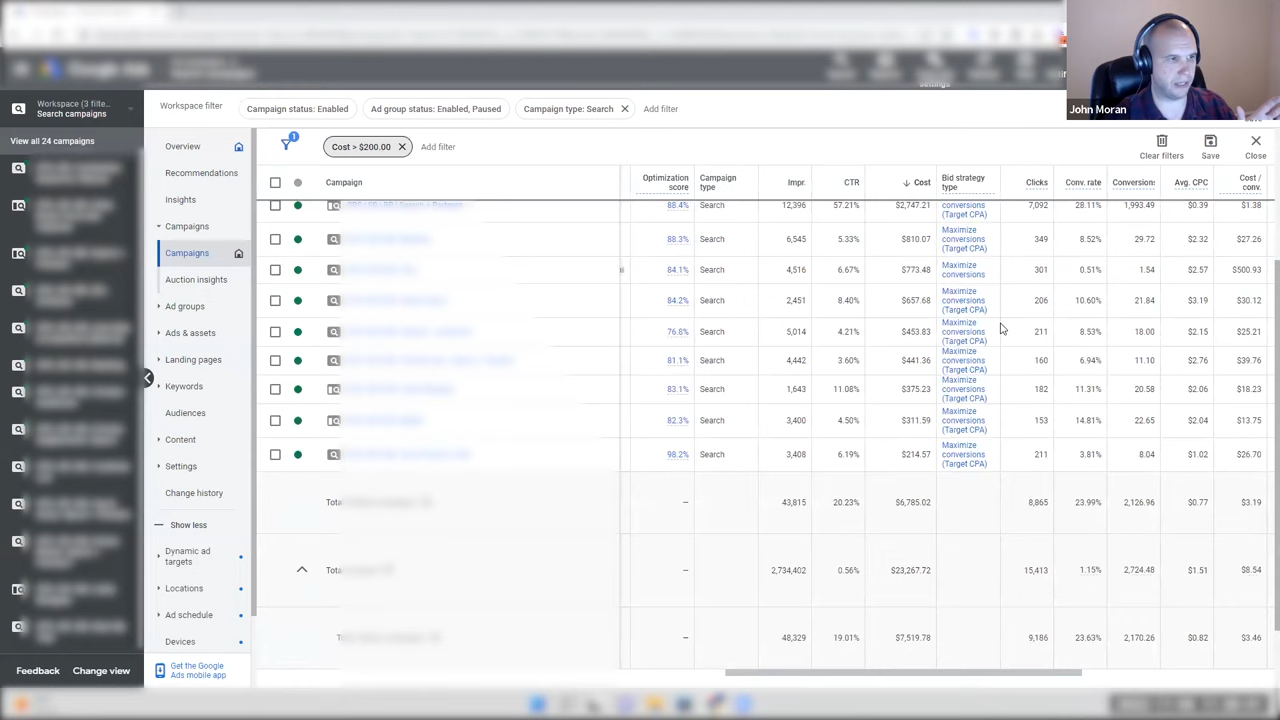 Google Ads
Search campaigns
settings
John Moran
Workspace (3 filte...
Search campaigns
View all 24 campaigns
Workspace filter
Campaign status: Enabled
Ad group status: Enabled, Paused
Campaign type: Search
Add filter
1
Cost > $200.00
Add filter
Clear filters
Save
Close
Overview
Recommendations
Insights
Campaigns
Campaigns
Auction insights
Ad groups
Ads & assets
Landing pages
Keywords
Audiences
Content
Settings
Change history
Show less
Dynamic ad
targets
Locations
Ad schedule
Devices
Get the Google
Ads mobile app
Feedback
Change view
Campaign Optimization score Campaign type Impr. CTR Cost Bid strategy type Clicks Conv. rate Conversions Avg. CPC Cost / conv.
88.4% Search 12,396 57.21% $2,747.21 conversions (Target CPA) 7,092 28.11% 1,993.49 $0.39 $1.38
88.3% Search 6,545 5.33% $810.07 Maximize conversions (Target CPA) 349 8.52% 29.72 $2.32 $27.26
84.1% Search 4,516 6.67% $773.48 Maximize conversions 301 0.51% 1.54 $2.57 $500.93
84.2% Search 2,451 8.40% $657.68 Maximize conversions (Target CPA) 206 10.60% 21.84 $3.19 $30.12
76.8% Search 5,014 4.21% $453.83 Maximize conversions (Target CPA) 211 8.53% 18.00 $2.15 $25.21
81.1% Search 4,442 3.60% $441.36 Maximize conversions (Target CPA) 160 6.94% 11.10 $2.76 $39.76
83.1% Search 1,643 11.08% $375.23 Maximize conversions (Target CPA) 182 11.31% 20.58 $2.06 $18.23
82.3% Search 3,400 4.50% $311.59 Maximize conversions (Target CPA) 153 14.81% 22.65 $2.04 $13.75
98.2% Search 3,408 6.19% $214.57 Maximize conversions (Target CPA) 211 3.81% 8.04 $1.02 $26.70
Tota — 43,815 20.23% $6,785.02 8,865 23.99% 2,126.96 $0.77 $3.19
Tota — 2,734,402 0.56% $23,267.72 15,413 1.15% 2,724.48 $1.51 $8.54
— 48,329 19.01% $7,519.78 9,186 23.63% 2,170.26 $0.82 $3.46